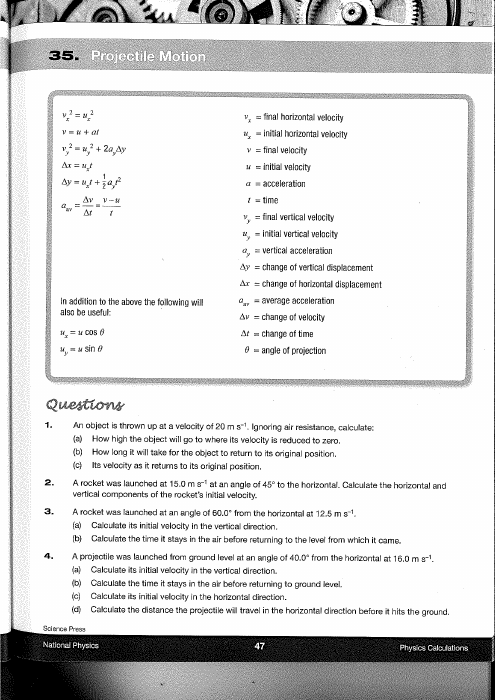 35. Projectile Motion
vₓ² = uₓ²
v = u + at
v_y² = u_y² + 2a_yΔy
Δx = uₓt
Δy = u_yt + ½a_yt²
a_av = Δv/Δt = (v − u)/t
In addition to the above the following will
also be useful:
uₓ = u cos θ
u_y = u sin θ
vₓ = final horizontal velocity
uₓ = initial horizontal velocity
v = final velocity
u = initial velocity
a = acceleration
t = time
v_y = final vertical velocity
u_y = initial vertical velocity
a_y = vertical acceleration
Δy = change of vertical displacement
Δx = change of horizontal displacement
a_av = average acceleration
Δv = change of velocity
Δt = change of time
θ = angle of projection
Questions
1. An object is thrown up at a velocity of 20 m s⁻¹. Ignoring air resistance, calculate:
(a) How high the object will go to where its velocity is reduced to zero.
(b) How long it will take for the object to return to its original position.
(c) Its velocity as it returns to its original position.
2. A rocket was launched at 15.0 m s⁻¹ at an angle of 45° to the horizontal. Calculate the horizontal and
vertical components of the rocket's initial velocity.
3. A rocket was launched at an angle of 60.0° from the horizontal at 12.5 m s⁻¹.
(a) Calculate its initial velocity in the vertical direction.
(b) Calculate the time it stays in the air before returning to the level from which it came.
4. A projectile was launched from ground level at an angle of 40.0° from the horizontal at 16.0 m s⁻¹.
(a) Calculate its initial velocity in the vertical direction.
(b) Calculate the time it stays in the air before returning to ground level.
(c) Calculate its initial velocity in the horizontal direction.
(d) Calculate the distance the projectile will travel in the horizontal direction before it hits the ground.
Science Press
National Physics 47 Physics Calculations